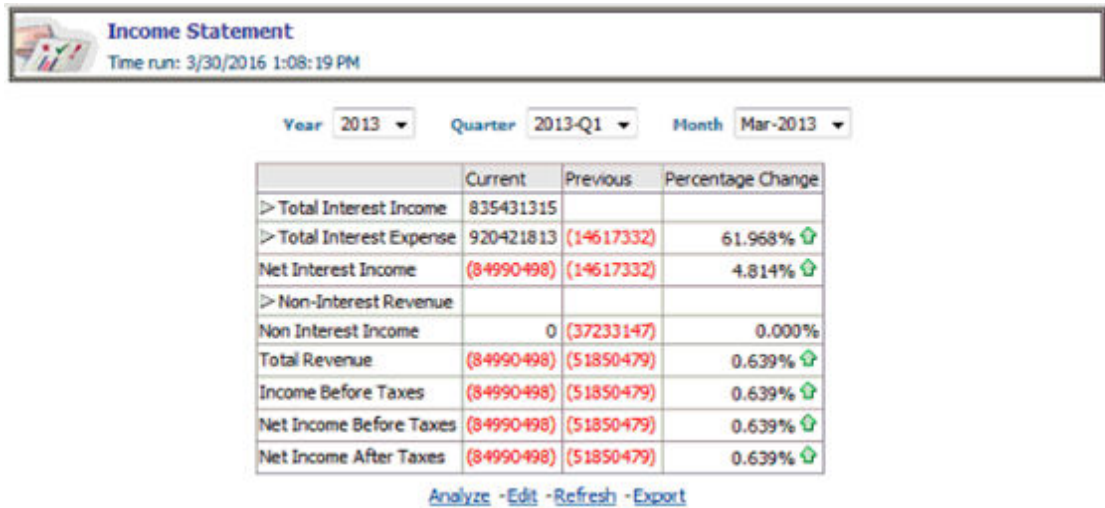 Income Statement
Time run: 3/30/2016 1:08:19 PM
Year 2013 Quarter 2013-Q1 Month Mar-2013
Current Previous Percentage Change
Total Interest Income 835431315
Total Interest Expense 920421813 (14617332) 61.968%
Net Interest Income (84990498) (14617332) 4.814%
Non-Interest Revenue
Non Interest Income 0 (37233147) 0.000%
Total Revenue (84990498) (51850479) 0.639%
Income Before Taxes (84990498) (51850479) 0.639%
Net Income Before Taxes (84990498) (51850479) 0.639%
Net Income After Taxes (84990498) (51850479) 0.639%
Analyze - Edit - Refresh - Export